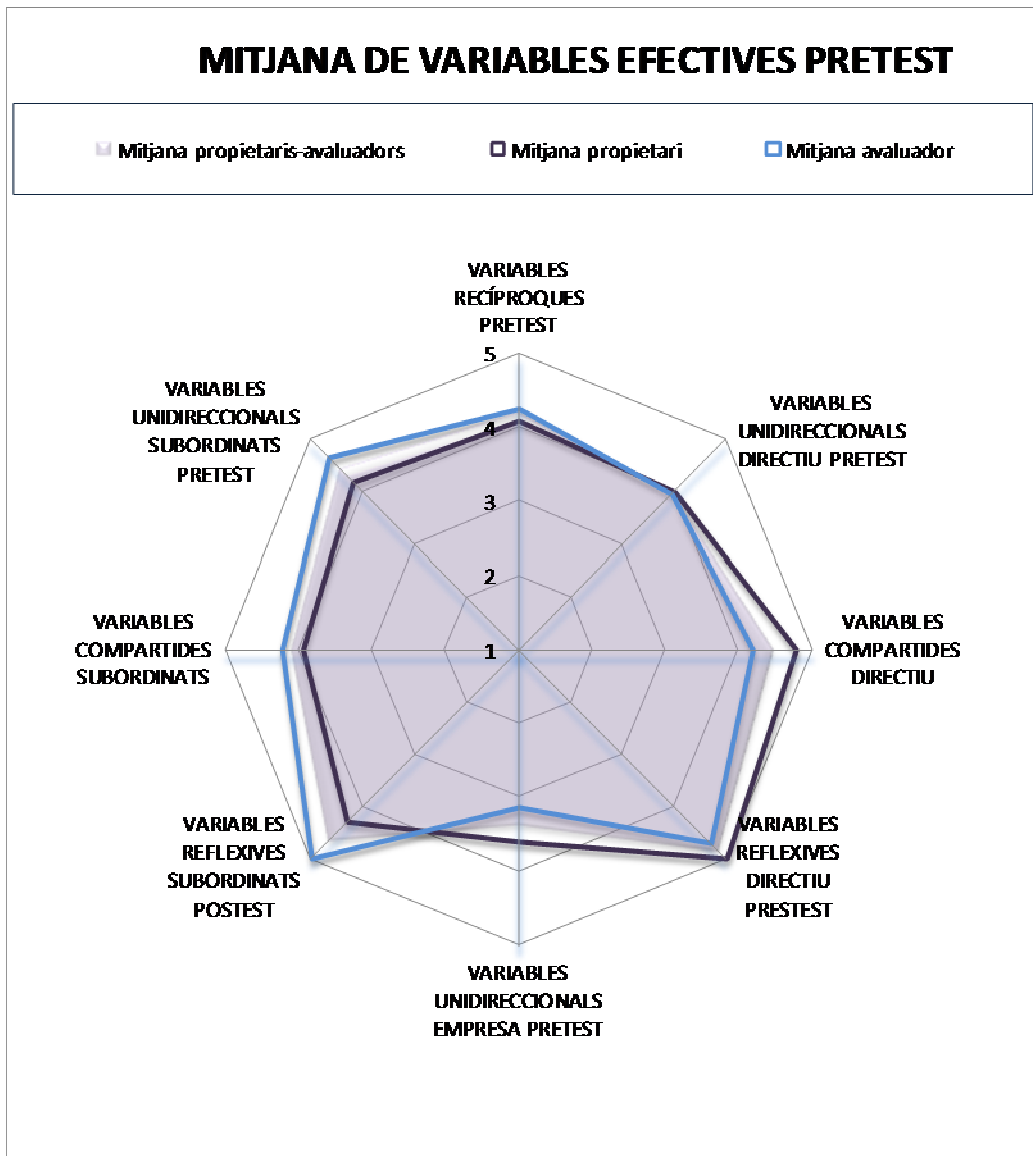 MITJANA DE VARIABLES EFECTIVES PRETEST
Mitjana propietaris-avaluadors Mitjana propietari Mitjana avaluador
VARIABLES
RECÍPROQUES
PRETEST
VARIABLES
UNIDIRECCIONALS
DIRECTIU PRETEST
VARIABLES
COMPARTIDES
DIRECTIU
VARIABLES
REFLEXIVES
DIRECTIU
PRESTEST
VARIABLES
UNIDIRECCIONALS
EMPRESA PRETEST
VARIABLES
REFLEXIVES
SUBORDINATS
POSTEST
VARIABLES
COMPARTIDES
SUBORDINATS
VARIABLES
UNIDIRECCIONALS
SUBORDINATS
PRETEST
5
4
3
2
1